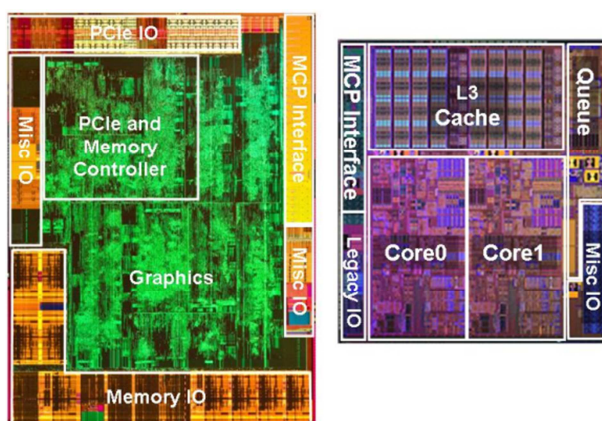 PCIe IO
Misc IO
PCIe and
Memory
Controller
MCP Interface
Graphics
Misc IO
Memory IO
MCP Interface
L3
Cache
Queue
Legacy IO
Core0
Core1
Misc IO